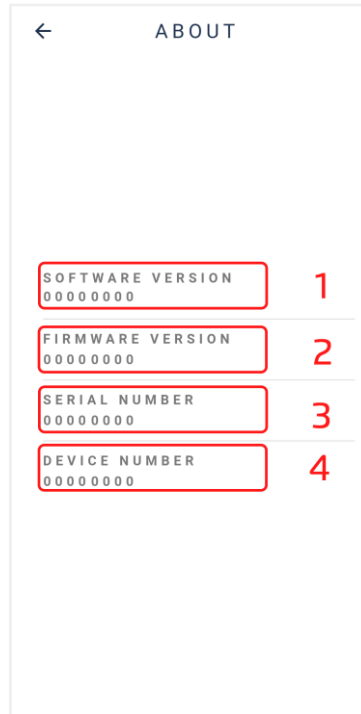 ABOUT
SOFTWARE VERSION
00000000
1
FIRMWARE VERSION
00000000
2
SERIAL NUMBER
00000000
3
DEVICE NUMBER
00000000
4